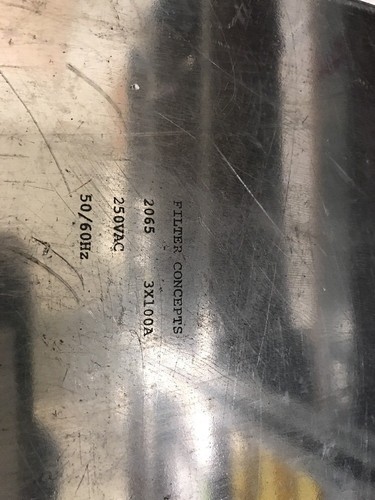 FILTER CONCEPTS
2065 3X100A
250VAC
50/60Hz